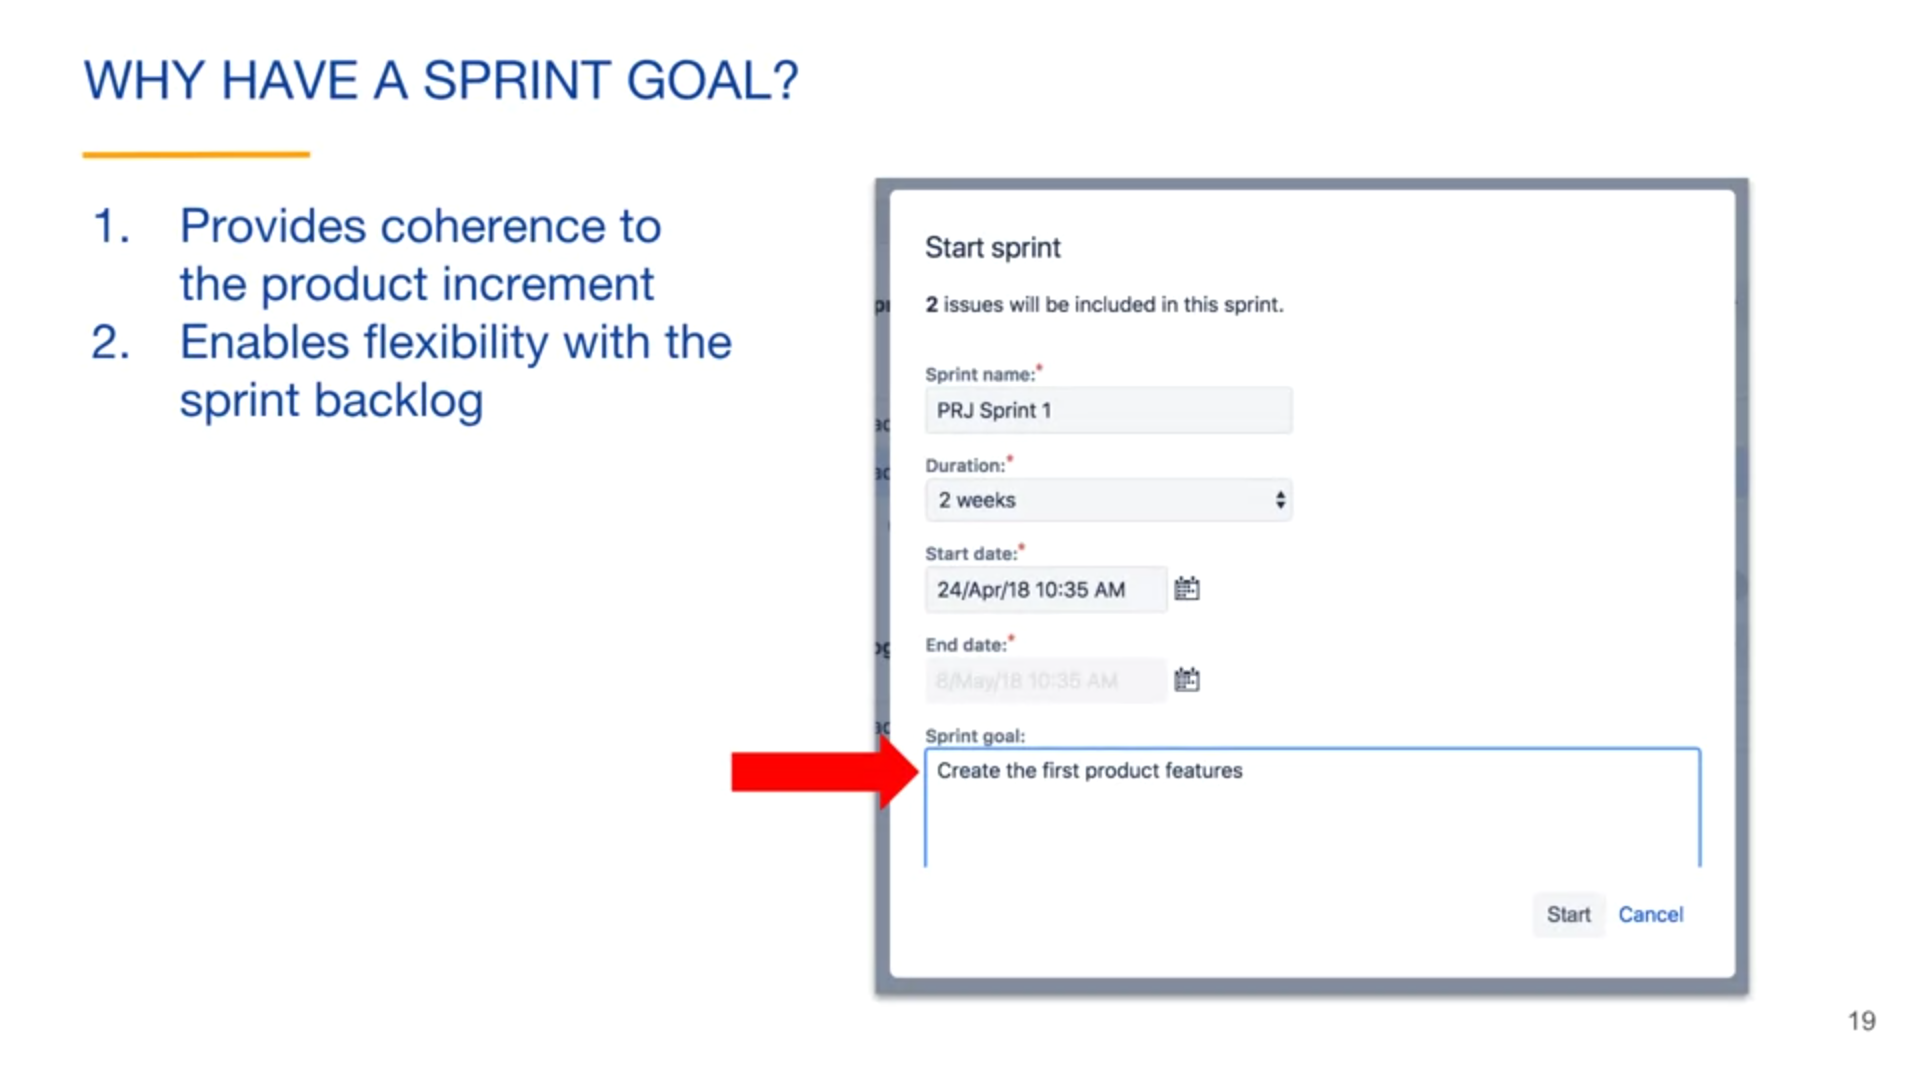 WHY HAVE A SPRINT GOAL?
1. Provides coherence to
the product increment
2. Enables flexibility with the
sprint backlog
Start sprint
2 issues will be included in this sprint.
Sprint name:*
PRJ Sprint 1
Duration:*
2 weeks
Start date:*
24/Apr/18 10:35 AM
End date:*
8/May/18 10:35 AM
Sprint goal:
Create the first product features
Start Cancel
19